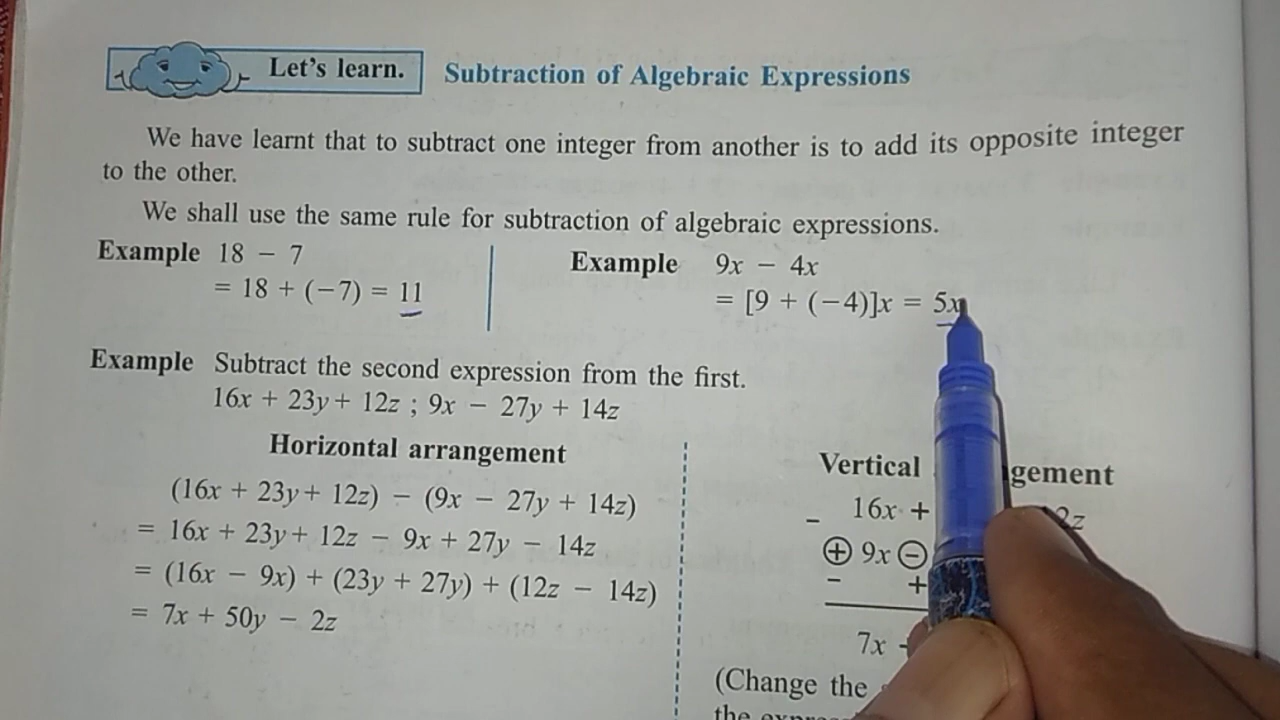 Let's learn. Subtraction of Algebraic Expressions
We have learnt that to subtract one integer from another is to add its opposite integer
to the other.
We shall use the same rule for subtraction of algebraic expressions.
Example 18 − 7
= 18 + (−7) = 11
Example 9x − 4x
= [9 + (−4)]x = 5x
Example Subtract the second expression from the first.
16x + 23y + 12z ; 9x − 27y + 14z
Horizontal arrangement
(16x + 23y + 12z) − (9x − 27y + 14z)
= 16x + 23y + 12z − 9x + 27y − 14z
= (16x − 9x) + (23y + 27y) + (12z − 14z)
= 7x + 50y − 2z
Vertical gement
− 16x + 2z
⊕ 9x ⊖
− +
7x
(Change the
the